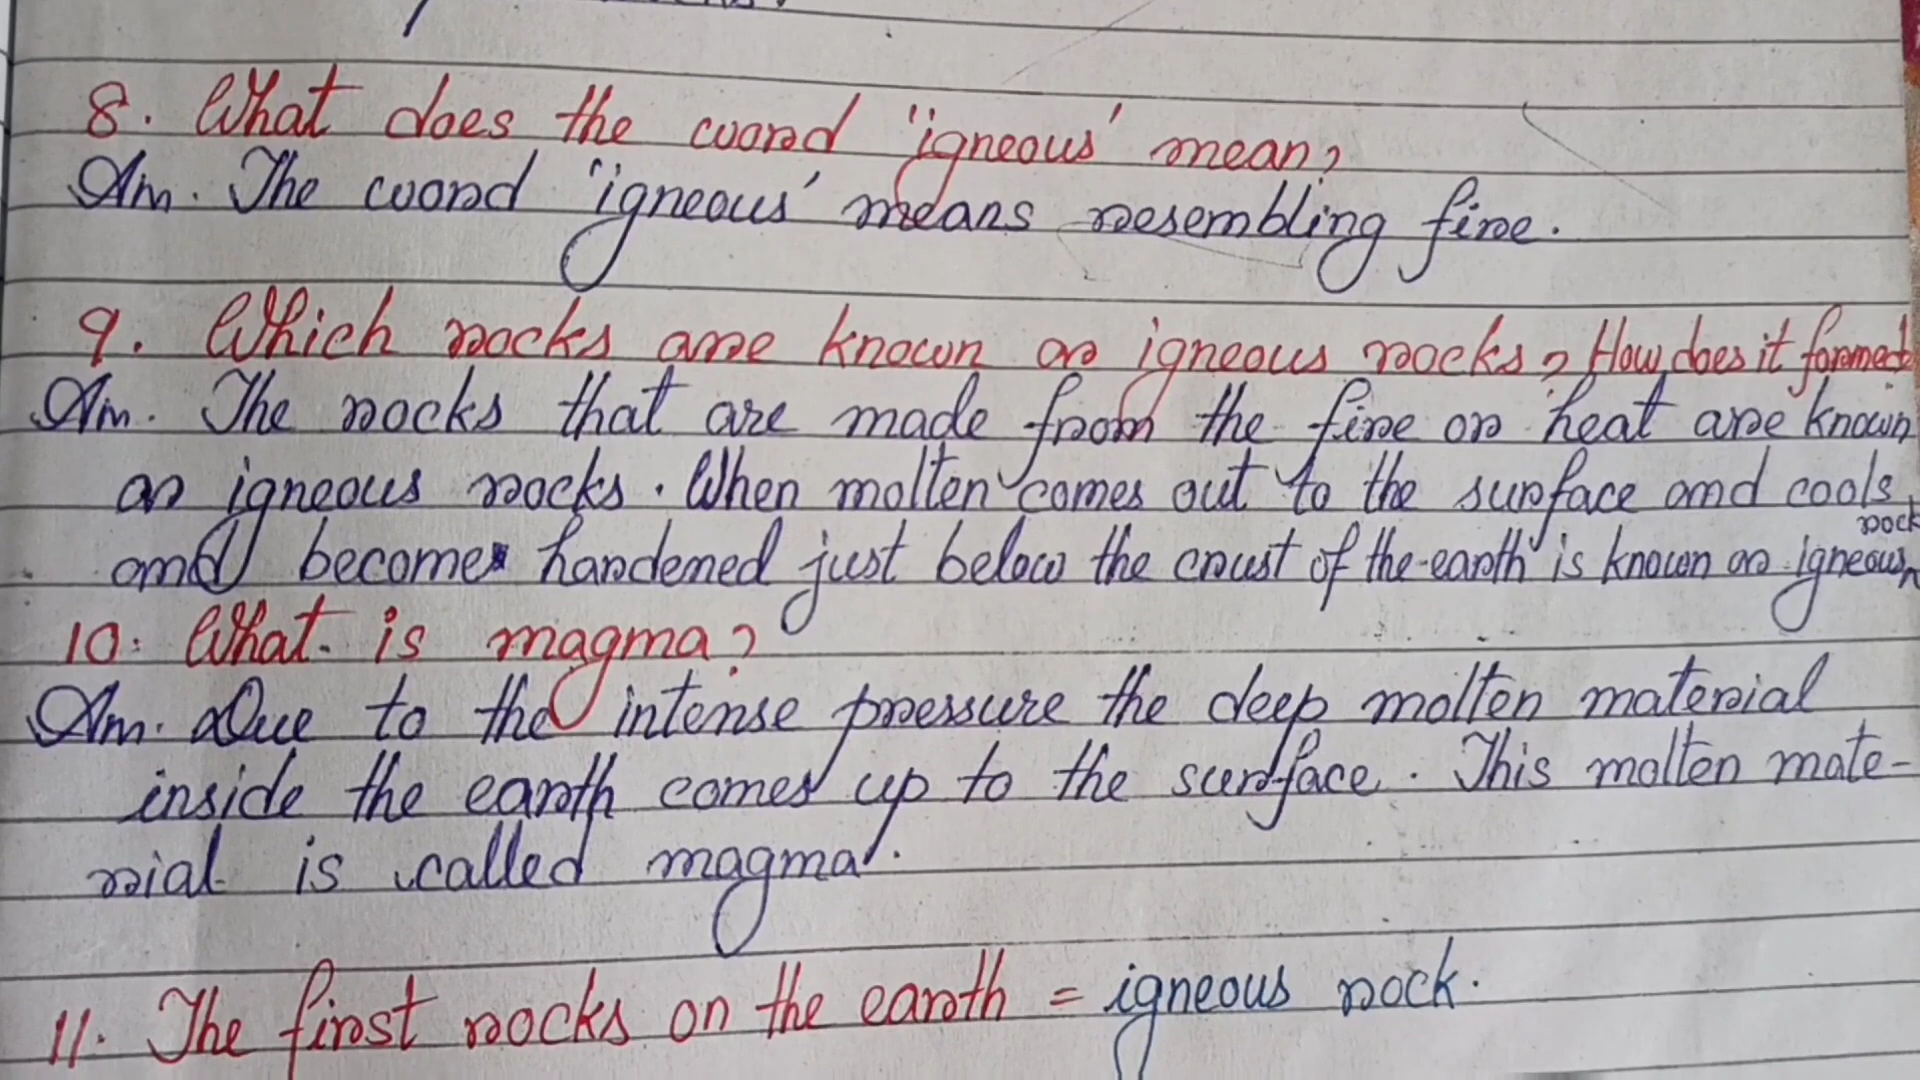 8. What does the word 'igneous' mean?
Ans. The word 'igneous' means resembling fire.
9. Which rocks are known as igneous rocks? How does it formed
Ans. The rocks that are made from the fire or heat are known
as igneous rocks. When molten comes out to the surface and cools
rock
and become hardened just below the crust of the earth is known as igneous
10. What is magma?
Ans. Due to the intense pressure the deep molten material
inside the earth comes up to the surface. This molten mate-
rial is called magma.
11. The first rocks on the earth = igneous rock.